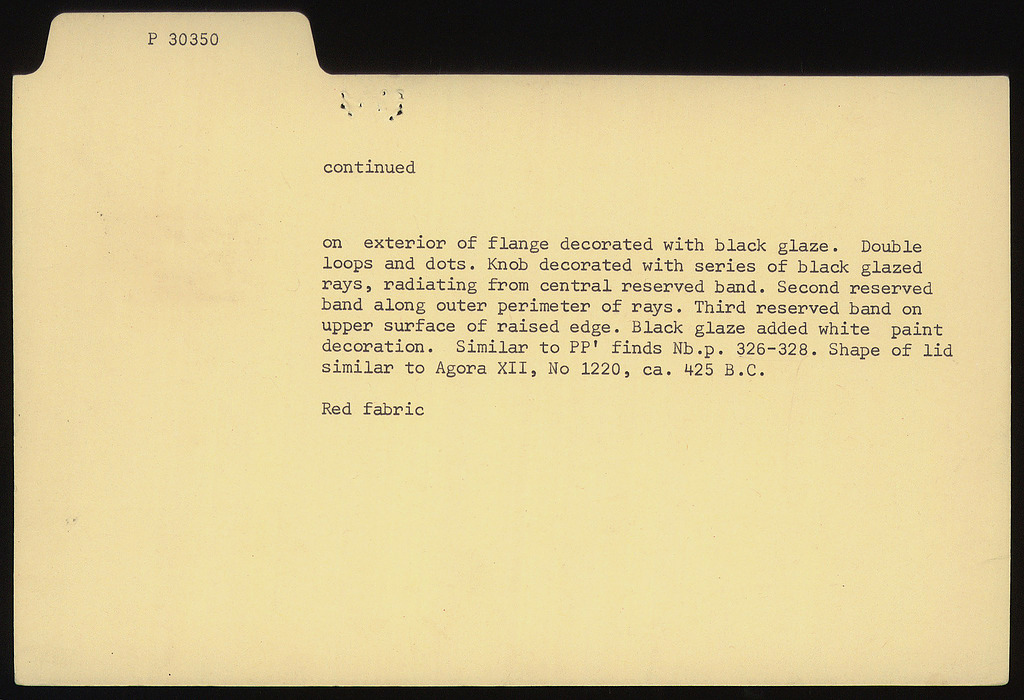 P 30350
continued
on exterior of flange decorated with black glaze. Double
loops and dots. Knob decorated with series of black glazed
rays, radiating from central reserved band. Second reserved
band along outer perimeter of rays. Third reserved band on
upper surface of raised edge. Black glaze added white paint
decoration. Similar to PP' finds Nb.p. 326-328. Shape of lid
similar to Agora XII, No 1220, ca. 425 B.C.
Red fabric